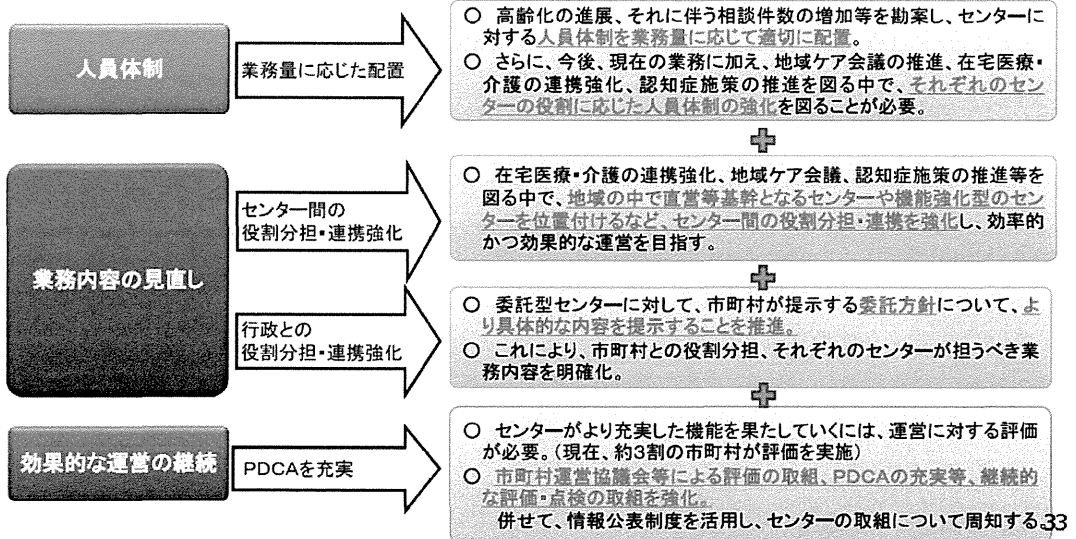 人員体制
業務量に応じた配置
○ 高齢化の進展、それに伴う相談件数の増加等を勘案し、センターに
対する人員体制を業務量に応じて適切に配置。
○ さらに、今後、現在の業務に加え、地域ケア会議の推進、在宅医療・
介護の連携強化、認知症施策の推進を図る中で、それぞれのセン
ターの役割に応じた人員体制の強化を図ることが必要。
業務内容の見直し
センター間の
役割分担・連携強化
○ 在宅医療・介護の連携強化、地域ケア会議、認知症施策の推進等を
図る中で、地域の中で直営等基幹となるセンターや機能強化型のセン
ターを位置付けるなど、センター間の役割分担・連携を強化し、効率的
かつ効果的な運営を目指す。
行政との
役割分担・連携強化
○ 委託型センターに対して、市町村が提示する委託方針について、よ
り具体的な内容を提示することを推進。
○ これにより、市町村との役割分担、それぞれのセンターが担うべき業
務内容を明確化。
効果的な運営の継続
PDCAを充実
○ センターがより充実した機能を果たしていくには、運営に対する評価
が必要。(現在、約3割の市町村が評価を実施)
○ 市町村運営協議会等による評価の取組、PDCAの充実等、継続的
な評価・点検の取組を強化。
併せて、情報公表制度を活用し、センターの取組について周知する。
33